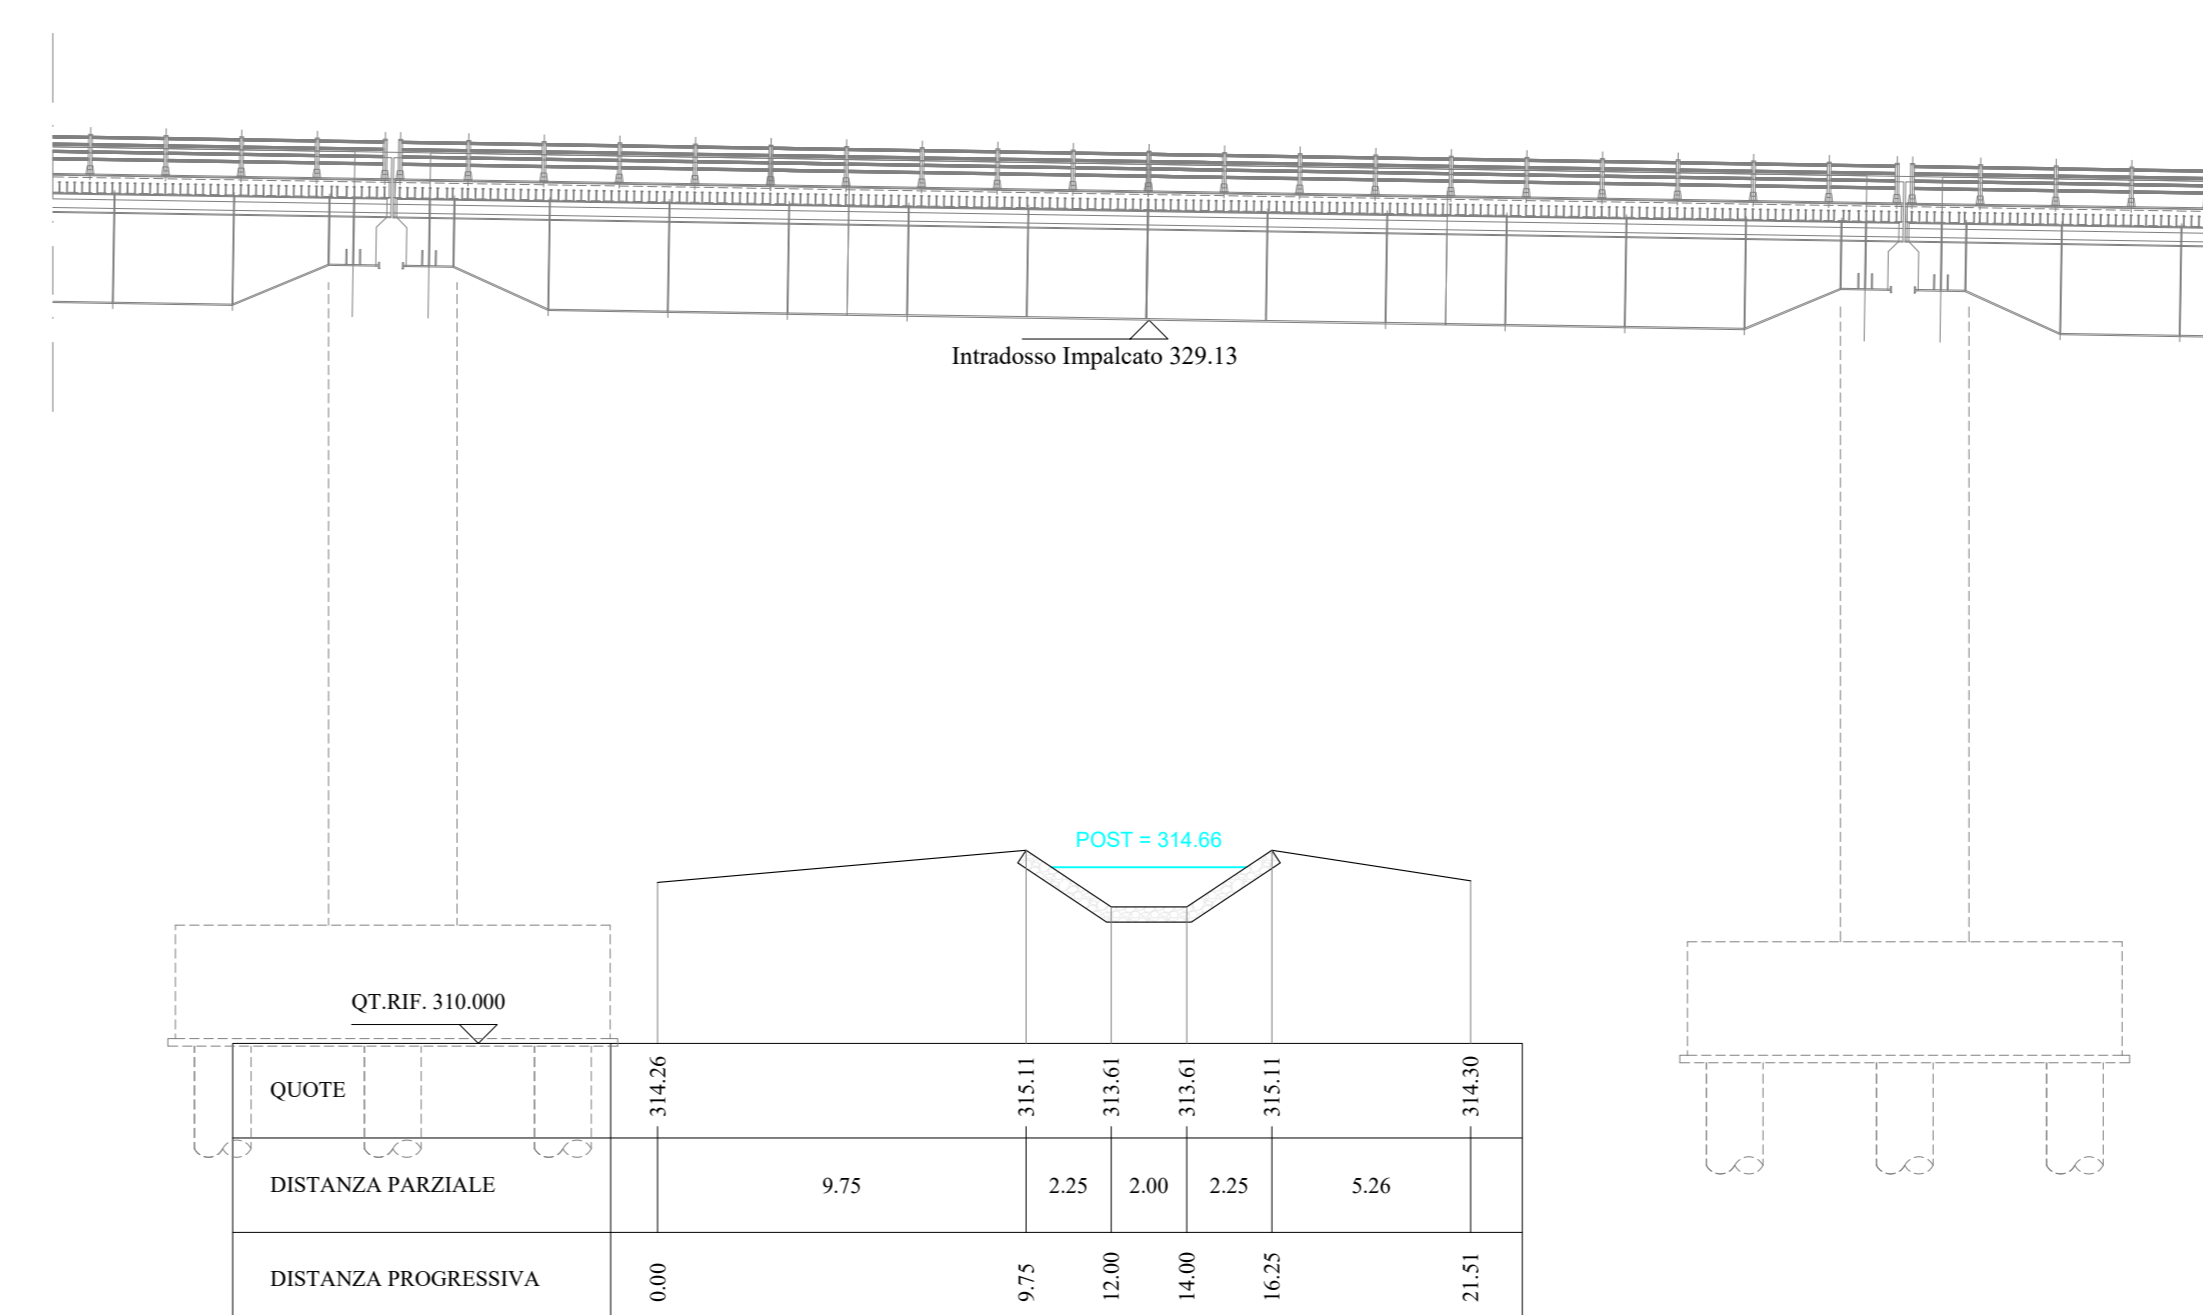 Intradosso Impalcato 329.13
POST = 314.66
QT.RIF. 310.000
QUOTE 314.26 315.11 313.61 313.61 315.11 314.30
DISTANZA PARZIALE 9.75 2.25 2.00 2.25 5.26
DISTANZA PROGRESSIVA 0.00 9.75 12.00 14.00 16.25 21.51